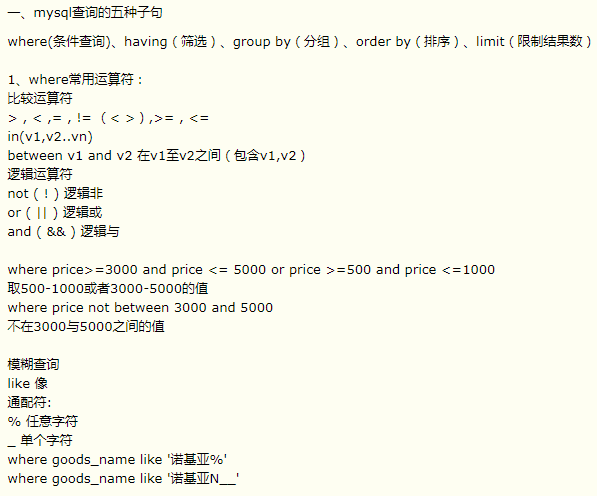 一、mysql查询的五种子句
where(条件查询)、having（筛选）、group by（分组）、order by（排序）、limit（限制结果数）
1、where常用运算符：
比较运算符
> , < ,= , != （< >）,>= , <=
in(v1,v2..vn)
between v1 and v2 在v1至v2之间（包含v1,v2）
逻辑运算符
not（!）逻辑非
or（||）逻辑或
and（&&）逻辑与
where price>=3000 and price <= 5000 or price >=500 and price <=1000
取500-1000或者3000-5000的值
where price not between 3000 and 5000
不在3000与5000之间的值
模糊查询
like 像
通配符:
% 任意字符
_ 单个字符
where goods_name like '诺基亚%'
where goods_name like '诺基亚N__'